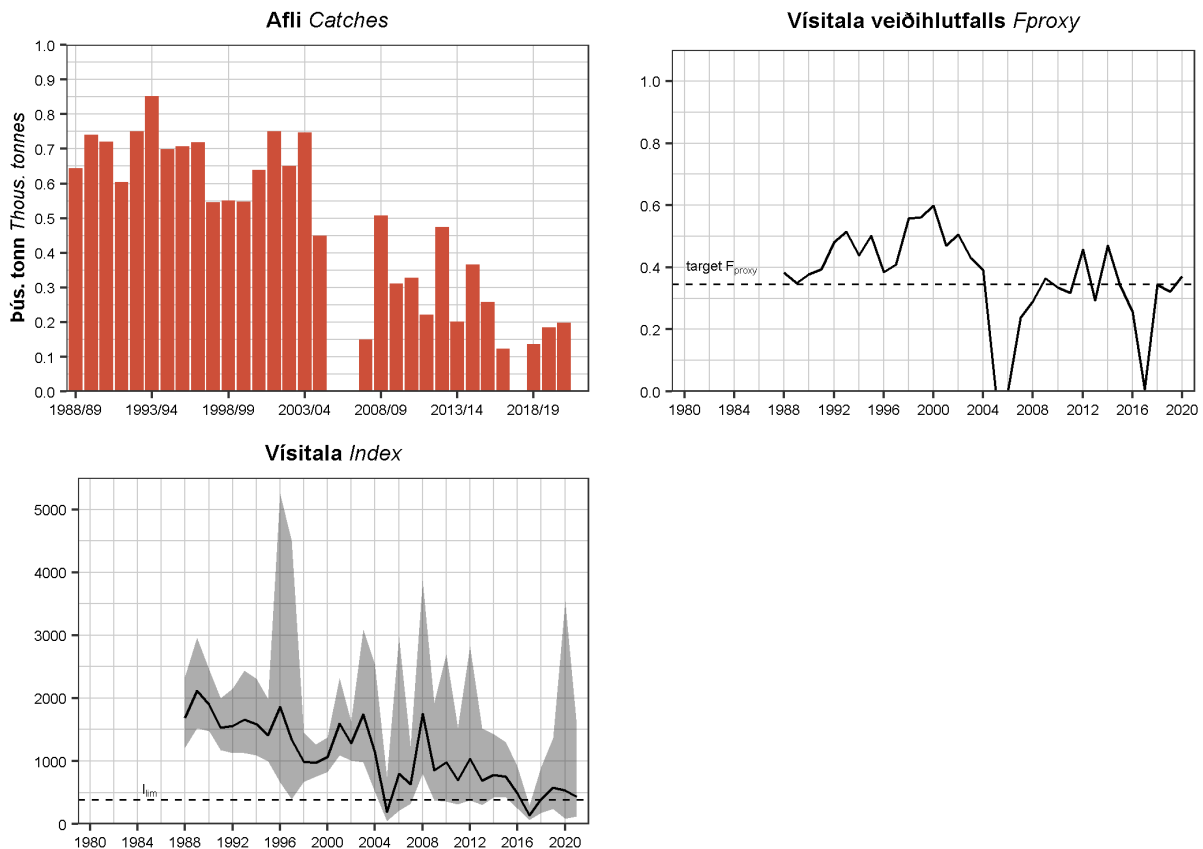 Afli Catches
Þús. tonn Thous. tonnes
1.0
0.9
0.8
0.7
0.6
0.5
0.4
0.3
0.2
0.1
0.0
1988/89 1993/94 1998/99 2003/04 2008/09 2013/14 2018/19
Vísitala veiðihlutfalls Fproxy
1.0
0.8
0.6
0.4
0.2
0.0
target Fproxy
1980 1984 1988 1992 1996 2000 2004 2008 2012 2016 2020
Vísitala Index
5000
4000
3000
2000
1000
0
Ilim
1980 1984 1988 1992 1996 2000 2004 2008 2012 2016 2020